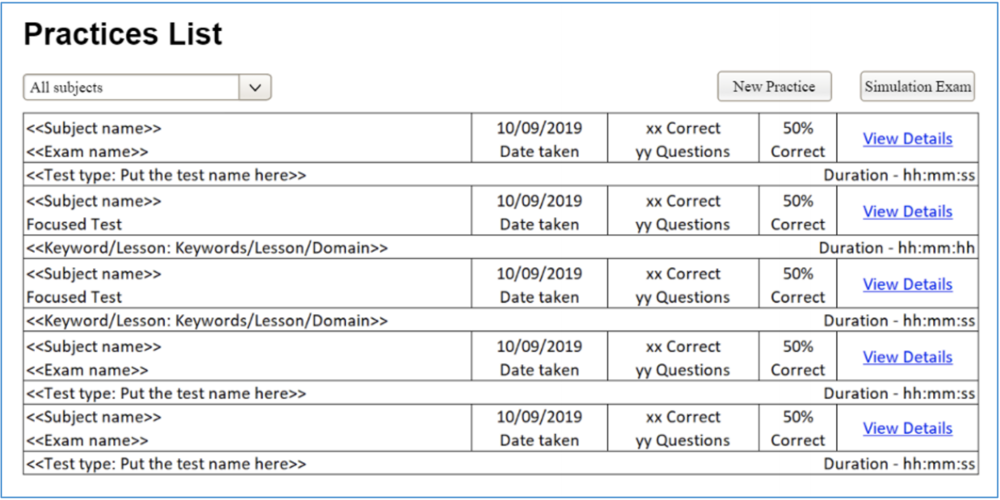 Practices List
All subjects New Practice Simulation Exam
<<Subject name>> 10/09/2019 xx Correct 50% View Details
<<Exam name>> Date taken yy Questions Correct
<<Test type: Put the test name here>> Duration - hh:mm:ss
<<Subject name>> 10/09/2019 xx Correct 50% View Details
Focused Test Date taken yy Questions Correct
<<Keyword/Lesson: Keywords/Lesson/Domain>> Duration - hh:mm:hh
<<Subject name>> 10/09/2019 xx Correct 50% View Details
Focused Test Date taken yy Questions Correct
<<Keyword/Lesson: Keywords/Lesson/Domain>> Duration - hh:mm:ss
<<Subject name>> 10/09/2019 xx Correct 50% View Details
<<Exam name>> Date taken yy Questions Correct
<<Test type: Put the test name here>> Duration - hh:mm:ss
<<Subject name>> 10/09/2019 xx Correct 50% View Details
<<Exam name>> Date taken yy Questions Correct
<<Test type: Put the test name here>> Duration - hh:mm:ss